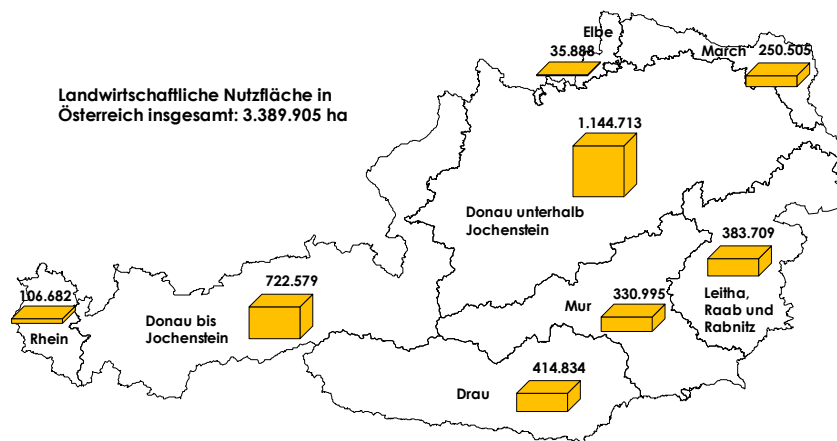 Elbe
35.888
March
250.505
Landwirtschaftliche Nutzfläche in
Österreich insgesamt: 3.389.905 ha
1.144.713
Donau unterhalb
Jochenstein
383.709
Leitha,
Raab und
Rabnitz
722.579
Donau bis
Jochenstein
106.682
Rhein
330.995
Mur
414.834
Drau